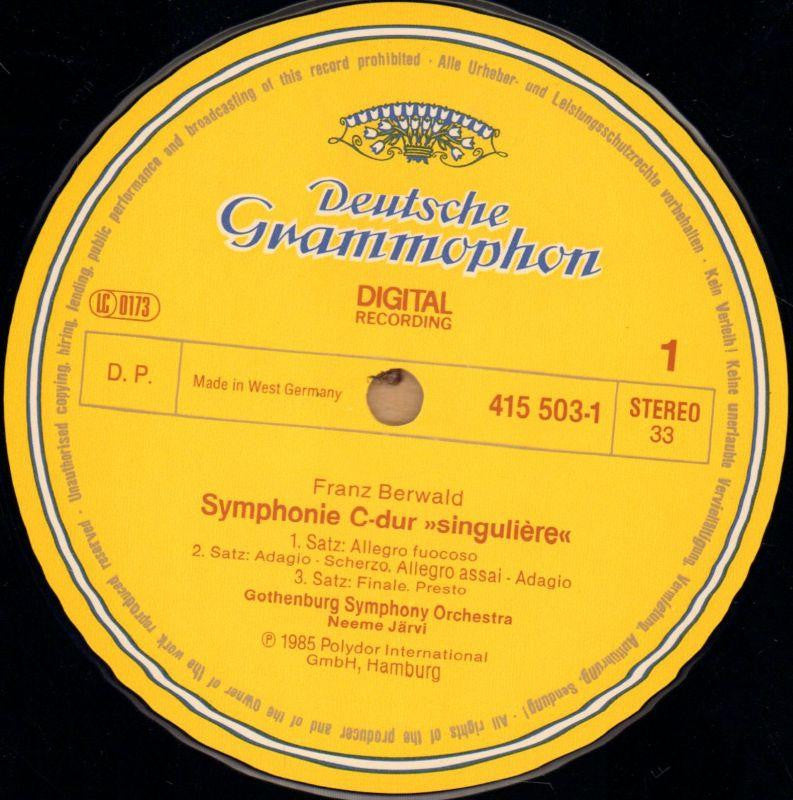 Deutsche
Grammophon
DIGITAL
RECORDING
LC 0173
1
D. P.
Made in West Germany
415 503-1
STEREO
33
Franz Berwald
Symphonie C-dur »singulière«
1. Satz: Allegro fuocoso
2. Satz: Adagio - Scherzo. Allegro assai - Adagio
3. Satz: Finale. Presto
Gothenburg Symphony Orchestra
Neeme Järvi
℗ 1985 Polydor International
GmbH, Hamburg
Alle Urheber- und Leistungsschutzrechte vorbehalten · Kein Verleih! Keine unerlaubte Vervielfältigung, Vermietung, Aufführung, Sendung! · All rights of the producer and of the owner of the work reproduced reserved · Unauthorised copying, hiring, lending, public performance and broadcasting of this record prohibited ·